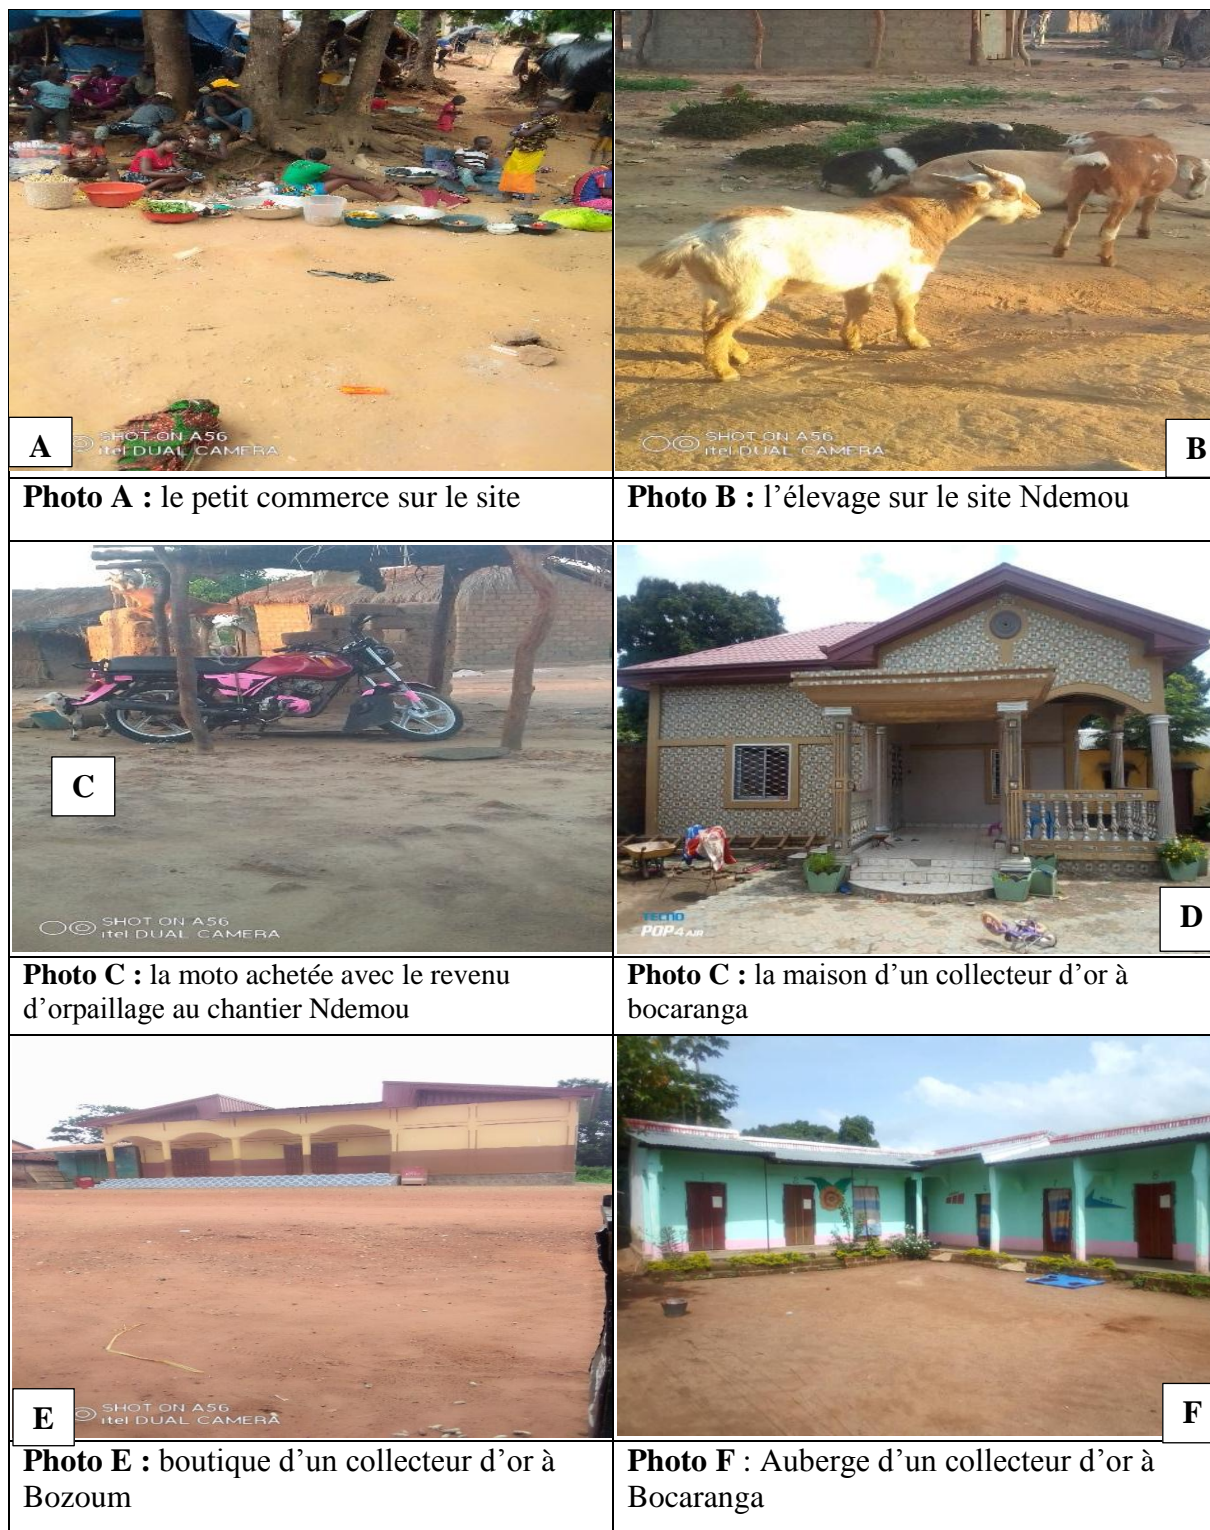 A
SHOT ON A56
itel DUAL CAMERA
B
SHOT ON A56
itel DUAL CAMERA
Photo A : le petit commerce sur le site
Photo B : l’élevage sur le site Ndemou
C
SHOT ON A56
itel DUAL CAMERA
D
TECNO
POP4 AIR
Photo C : la moto achetée avec le revenu
d’orpaillage au chantier Ndemou
Photo C : la maison d’un collecteur d’or à
bocaranga
E
SHOT ON A56
itel DUAL CAMERA
F
Photo E : boutique d’un collecteur d’or à
Bozoum
Photo F : Auberge d’un collecteur d’or à
Bocaranga